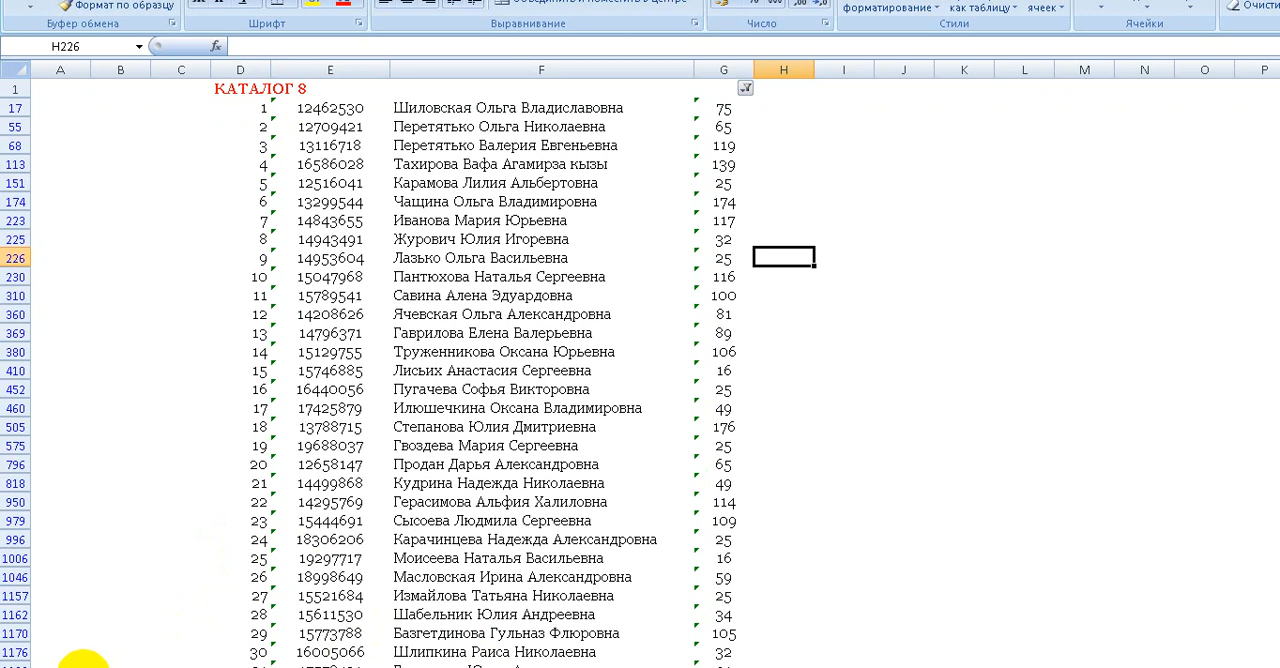 Формат по образцу
Объединить и поместить в центре
форматирование
как таблицу
ячеек
Очисти
Буфер обмена
Шрифт
Выравнивание
Число
Стили
Ячейки
H226
fx
A B C D E F G H I J K L M N O P
1 КАТАЛОГ 8
17 1 12462530 Шиловская Ольга Владиславовна 75
55 2 12709421 Перетятько Ольга Николаевна 65
68 3 13116718 Перетятько Валерия Евгеньевна 119
113 4 16586028 Тахирова Вафа Агамирза кызы 139
151 5 12516041 Карамова Лилия Альбертовна 25
174 6 13299544 Чащина Ольга Владимировна 174
223 7 14843655 Иванова Мария Юрьевна 117
225 8 14943491 Журович Юлия Игоревна 32
226 9 14953604 Лазько Ольга Васильевна 25
230 10 15047968 Пантюхова Наталья Сергеевна 116
310 11 15789541 Савина Алена Эдуардовна 100
360 12 14208626 Ячевская Ольга Александровна 81
369 13 14796371 Гаврилова Елена Валерьевна 89
380 14 15129755 Труженникова Оксана Юрьевна 106
410 15 15746885 Лисьих Анастасия Сергеевна 16
452 16 16440056 Пугачева Софья Викторовна 25
460 17 17425879 Илюшечкина Оксана Владимировна 49
505 18 13788715 Степанова Юлия Дмитриевна 176
575 19 19688037 Гвоздева Мария Сергеевна 25
796 20 12658147 Продан Дарья Александровна 65
818 21 14499868 Кудрина Надежда Николаевна 49
950 22 14295769 Герасимова Альфия Халиловна 114
979 23 15444691 Сысоева Людмила Сергеевна 109
996 24 18306206 Карачинцева Надежда Александровна 25
1006 25 19297717 Моисеева Наталья Васильевна 16
1046 26 18998649 Масловская Ирина Александровна 59
1157 27 15521684 Измайлова Татьяна Николаевна 25
1162 28 15611530 Шабельник Юлия Андреевна 34
1170 29 15773788 Базгетдинова Гульназ Флюровна 105
1176 30 16005066 Шлипкина Раиса Николаевна 32